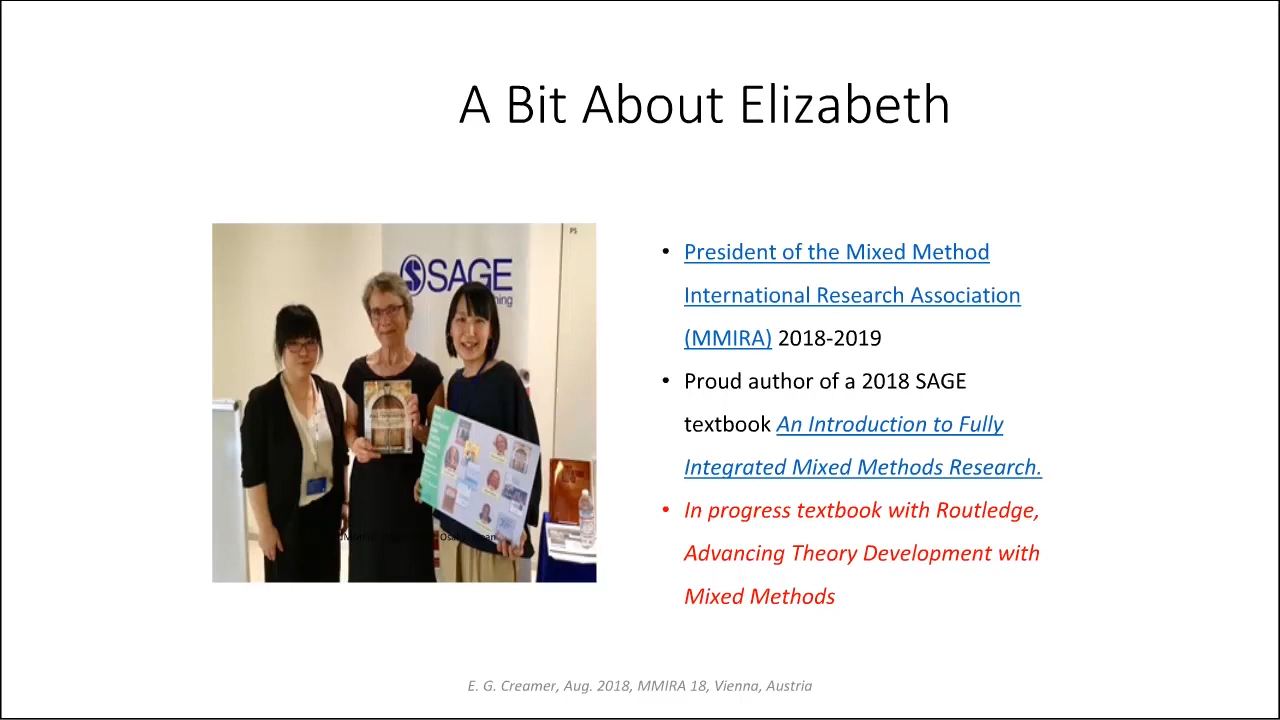 A Bit About Elizabeth
PS
SAGE
• President of the Mixed Method
International Research Association
(MMIRA) 2018-2019
• Proud author of a 2018 SAGE
textbook An Introduction to Fully
Integrated Mixed Methods Research.
• In progress textbook with Routledge,
Advancing Theory Development with
Mixed Methods
E. G. Creamer, Aug. 2018, MMIRA 18, Vienna, Austria